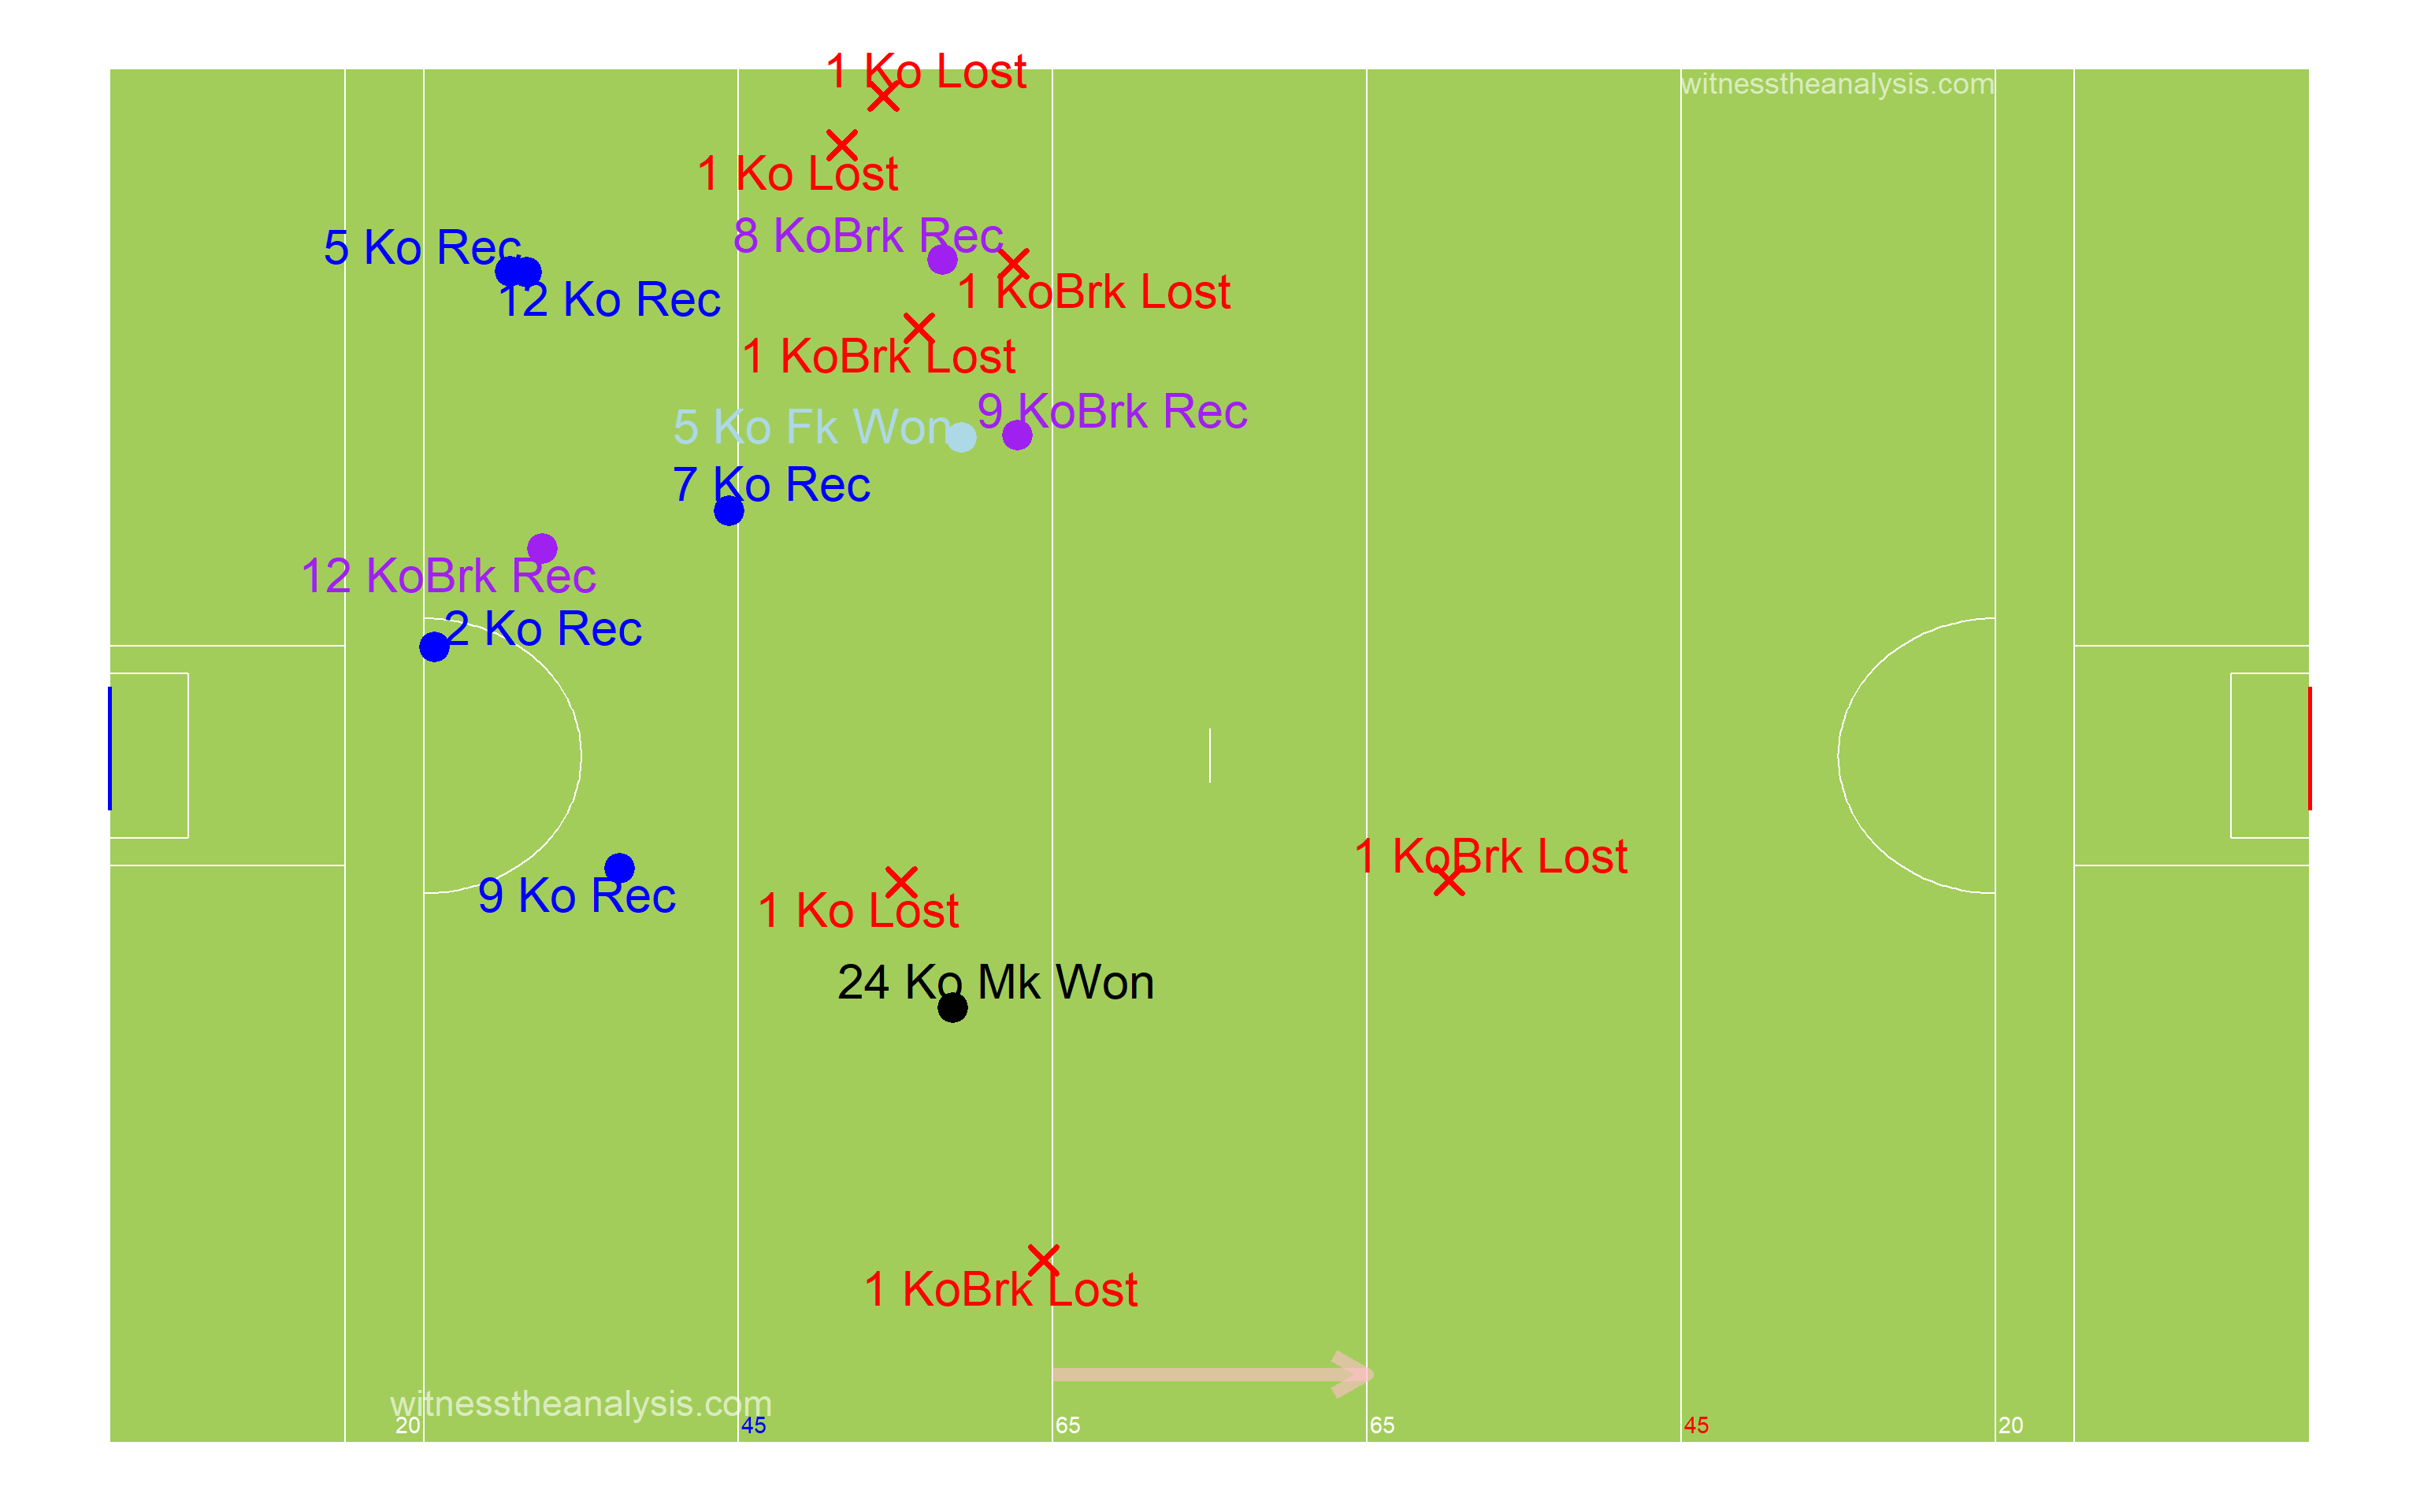 1 Ko Lost
witnesstheanalysis.com
1 Ko Lost
8 KoBrk Rec
5 Ko Rec
1 KoBrk Lost
12 Ko Rec
1 KoBrk Lost
9 KoBrk Rec
5 Ko Fk Won
7 Ko Rec
12 KoBrk Rec
2 Ko Rec
1 KoBrk Lost
9 Ko Rec
1 Ko Lost
24 Ko Mk Won
1 KoBrk Lost
witnesstheanalysis.com
20 45 65 65 45 20